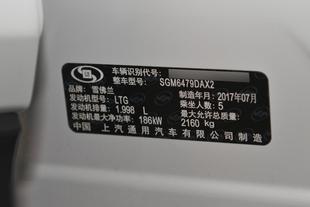 车辆识别代号:
整车型号: SGM6479DAX2
品牌: 雪佛兰 制造年月: 2017年07月
发动机型号: LTG 乘坐人数: 5
发动机排量: 1.998 L 最大允许总质量:
发动机最大净功率: 186kW 2160 kg
中国 上汽通用汽车有限公司制造